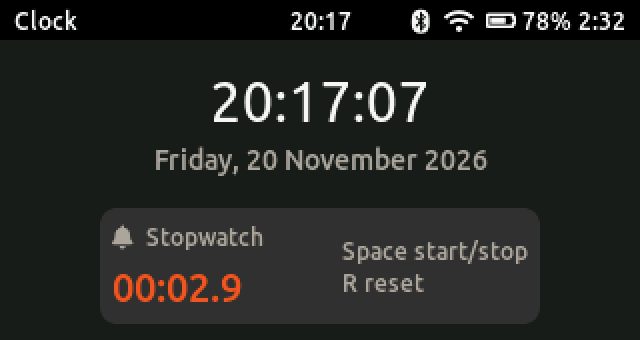 Clock 20:17 78% 2:32
20:17:07
Friday, 20 November 2026
Stopwatch
00:02.9
Space start/stop
R reset